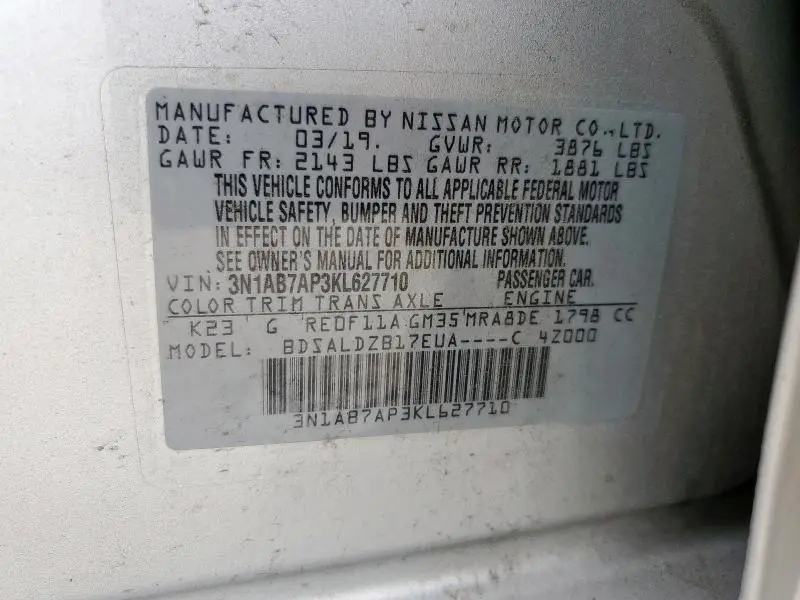 MANUFACTURED BY NISSAN MOTOR CO.,LTD.
DATE: 03/19. GVWR: 3876 LBS
GAWR FR: 2143 LBS GAWR RR: 1881 LBS
THIS VEHICLE CONFORMS TO ALL APPLICABLE FEDERAL MOTOR
VEHICLE SAFETY, BUMPER AND THEFT PREVENTION STANDARDS
IN EFFECT ON THE DATE OF MANUFACTURE SHOWN ABOVE.
SEE OWNER'S MANUAL FOR ADDITIONAL INFORMATION.
VIN: 3N1AB7AP3KL627710 PASSENGER CAR.
COLOR TRIM TRANS AXLE ENGINE
K23 G RE0F11A GM35 MRA8DE 1798 CC
MODEL: BDSALDZB17EUA----C 4Z000
3N1AB7AP3KL627710